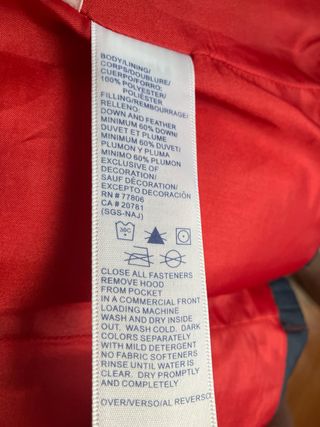 BODY/LINING/
CORPS/DOUBLURE/
CUERPO/FORRO:
100% POLYESTER/
POLIÉSTER
FILLING/REMBOURRAGE/
RELLENO:
DOWN AND FEATHER
MINIMUM 60% DOWN/
DUVET ET PLUME
MINIMUM 60% DUVET/
PLUMON Y PLUMA
MINIMO 60% PLUMON
EXCLUSIVE OF
DECORATION/
SAUF DÉCORATION/
EXCEPTO DECORACIÓN
RN # 77806
CA # 20781
(SGS-NAJ)
30C
CLOSE ALL FASTENERS
REMOVE HOOD
FROM POCKET
IN A COMMERCIAL FRONT
LOADING MACHINE
WASH AND DRY INSIDE
OUT. WASH COLD. DARK
COLORS SEPARATELY
WITH MILD DETERGENT
NO FABRIC SOFTENERS
RINSE UNTIL WATER IS
CLEAR. DRY PROMPTLY
AND COMPLETELY
OVER/VERSO/AL REVERSO